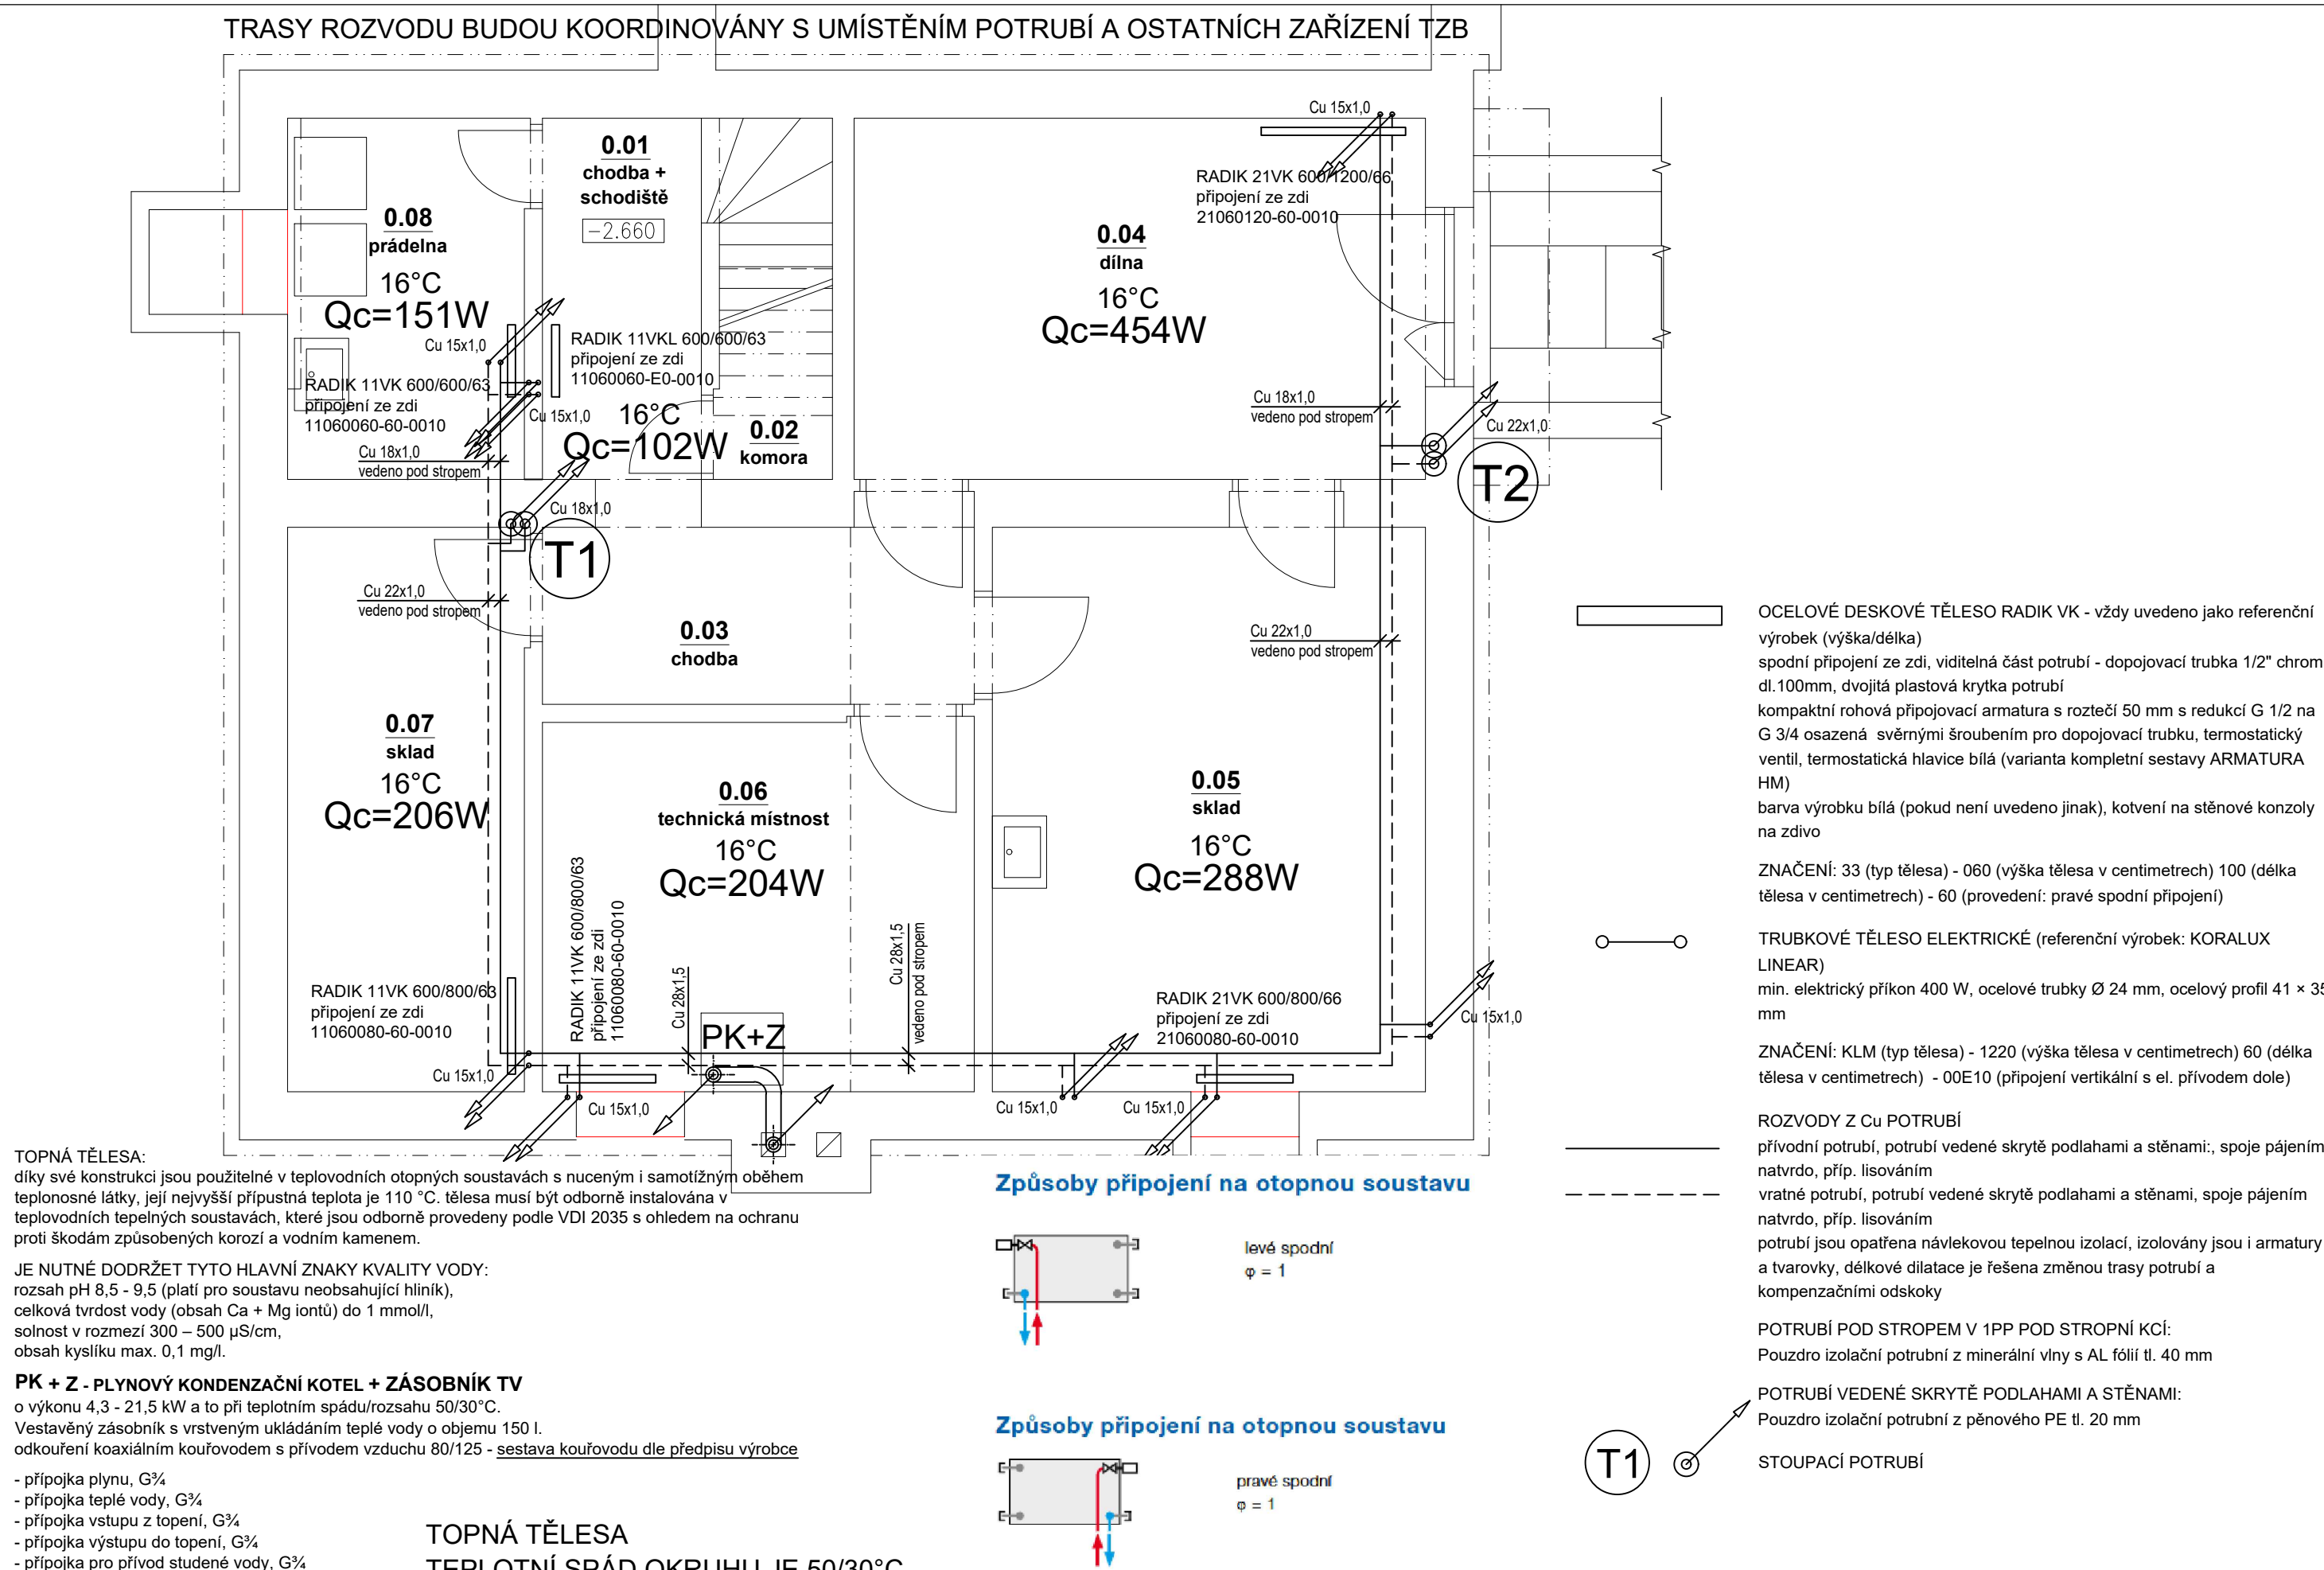 TRASY ROZVODU BUDOU KOORDINOVÁNY S UMÍSTĚNÍM POTRUBÍ A OSTATNÍCH ZAŘÍZENÍ TZB
Cu 15x1,0
RADIK 21VK 600/1200/66
připojení ze zdi
21060120-60-0010
0.01
chodba +
schodiště
-2.660
0.08
prádelna
16°C
Qc=151W
Cu 15x1,0
0.04
dílna
16°C
Qc=454W
RADIK 11VKL 600/600/63
připojení ze zdi
11060060-E0-0010
RADIK 11VK 600/600/63
připojení ze zdi
11060060-60-0010
Cu 15x1,0
16°C
Qc=102W
0.02
komora
Cu 18x1,0
vedeno pod stropem
Cu 18x1,0
vedeno pod stropem
Cu 22x1,0
T2
Cu 18x1,0
T1
Cu 22x1,0
vedeno pod stropem
0.03
chodba
Cu 22x1,0
vedeno pod stropem
0.07
sklad
16°C
Qc=206W
0.06
technická místnost
16°C
Qc=204W
0.05
sklad
16°C
Qc=288W
RADIK 11VK 600/800/63
připojení ze zdi
11060080-60-0010
RADIK 11VK 600/800/63
připojení ze zdi
11060080-60-0010
Cu 28x1,5
Cu 28x1,5
vedeno pod stropem
PK+Z
RADIK 21VK 600/800/66
připojení ze zdi
21060080-60-0010
Cu 15x1,0
Cu 15x1,0
Cu 15x1,0
Cu 15x1,0
Cu 15x1,0
OCELOVÉ DESKOVÉ TĚLESO RADIK VK - vždy uvedeno jako referenční
výrobek (výška/délka)
spodní připojení ze zdi, viditelná část potrubí - dopojovací trubka 1/2" chrom
dl.100mm, dvojitá plastová krytka potrubí
kompaktní rohová připojovací armatura s roztečí 50 mm s redukcí G 1/2 na
G 3/4 osazená svěrnými šroubením pro dopojovací trubku, termostatický
ventil, termostatická hlavice bílá (varianta kompletní sestavy ARMATURA
HM)
barva výrobku bílá (pokud není uvedeno jinak), kotvení na stěnové konzoly
na zdivo
ZNAČENÍ: 33 (typ tělesa) - 060 (výška tělesa v centimetrech) 100 (délka
tělesa v centimetrech) - 60 (provedení: pravé spodní připojení)
TRUBKOVÉ TĚLESO ELEKTRICKÉ (referenční výrobek: KORALUX
LINEAR)
min. elektrický příkon 400 W, ocelové trubky Ø 24 mm, ocelový profil 41 × 35
mm
ZNAČENÍ: KLM (typ tělesa) - 1220 (výška tělesa v centimetrech) 60 (délka
tělesa v centimetrech) - 00E10 (připojení vertikální s el. přívodem dole)
ROZVODY Z Cu POTRUBÍ
přívodní potrubí, potrubí vedené skrytě podlahami a stěnami:, spoje pájením
natvrdo, příp. lisováním
vratné potrubí, potrubí vedené skrytě podlahami a stěnami, spoje pájením
natvrdo, příp. lisováním
potrubí jsou opatřena návlekovou tepelnou izolací, izolovány jsou i armatury
a tvarovky, délkové dilatace je řešena změnou trasy potrubí a
kompenzačními odskoky
POTRUBÍ POD STROPEM V 1PP POD STROPNÍ KCÍ:
Pouzdro izolační potrubní z minerální vlny s AL fólií tl. 40 mm
POTRUBÍ VEDENÉ SKRYTĚ PODLAHAMI A STĚNAMI:
Pouzdro izolační potrubní z pěnového PE tl. 20 mm
T1
STOUPACÍ POTRUBÍ
TOPNÁ TĚLESA:
díky své konstrukci jsou použitelné v teplovodních otopných soustavách s nuceným i samotížným oběhem
teplonosné látky, její nejvyšší přípustná teplota je 110 °C. tělesa musí být odborně instalována v
teplovodních tepelných soustavách, které jsou odborně provedeny podle VDI 2035 s ohledem na ochranu
proti škodám způsobených korozí a vodním kamenem.
JE NUTNÉ DODRŽET TYTO HLAVNÍ ZNAKY KVALITY VODY:
rozsah pH 8,5 - 9,5 (platí pro soustavu neobsahující hliník),
celková tvrdost vody (obsah Ca + Mg iontů) do 1 mmol/l,
solnost v rozmezí 300 – 500 µS/cm,
obsah kyslíku max. 0,1 mg/l.
PK + Z - PLYNOVÝ KONDENZAČNÍ KOTEL + ZÁSOBNÍK TV
o výkonu 4,3 - 21,5 kW a to při teplotním spádu/rozsahu 50/30°C.
Vestavěný zásobník s vrstveným ukládáním teplé vody o objemu 150 l.
odkouření koaxiálním kouřovodem s přívodem vzduchu 80/125 - sestava kouřovodu dle předpisu výrobce
- přípojka plynu, G¾
- přípojka teplé vody, G¾
- přípojka vstupu z topení, G¾
- přípojka výstupu do topení, G¾
- přípojka pro přívod studené vody, G¾
TOPNÁ TĚLESA
TEPLOTNÍ SPÁD OKRUHU JE 50/30°C
Způsoby připojení na otopnou soustavu
levé spodní
φ = 1
Způsoby připojení na otopnou soustavu
pravé spodní
φ = 1